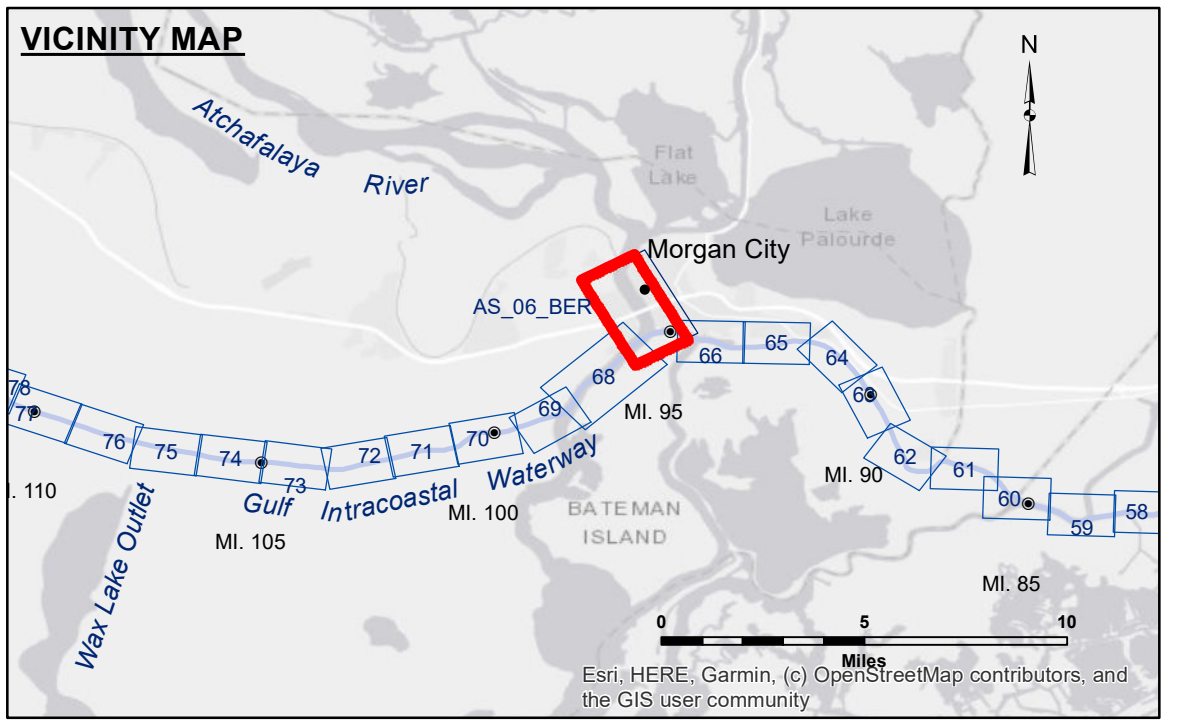 VICINITY MAP
N
Atchafalaya
River
Flat
Lake
Lake
Palourde
Morgan City
AS_06_BER
66
65
64
63
62
61
60
59
58
68
69
70
71
72
73
74
75
76
77
78
MI. 95
MI. 90
MI. 85
MI. 100
MI. 105
I. 110
Gulf Intracoastal Waterway
Wax Lake Outlet
BATEMAN
ISLAND
0 5 10
Miles
Esri, HERE, Garmin, (c) OpenStreetMap contributors, and
the GIS user community